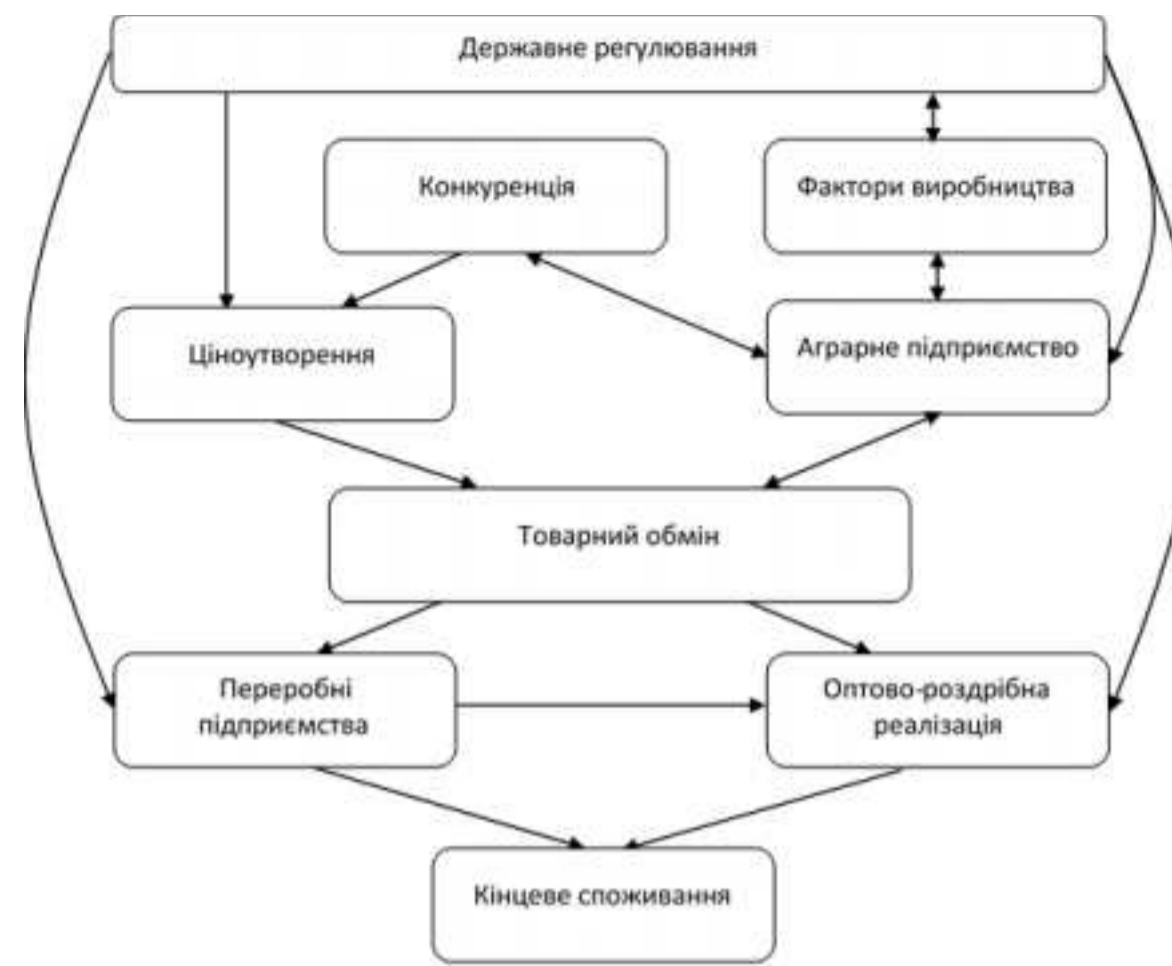 Державне регулювання
Конкуренція
Фактори виробництва
Ціноутворення
Аграрне підприємство
Товарний обмін
Переробні
підприємства
Оптово-роздрібна
реалізація
Кінцеве споживання